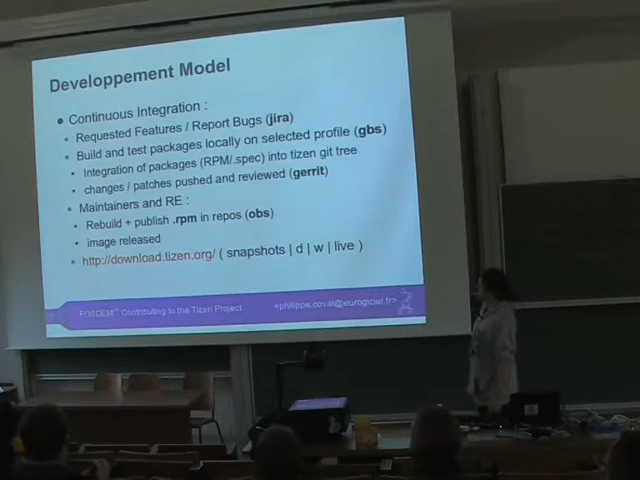 Developpement Model
Continuous Integration :
Requested Features / Report Bugs (jira)
Build and test packages locally on selected profile (gbs)
Integration of packages (RPM/.spec) into tizen git tree
changes / patches pushed and reviewed (gerrit)
Maintainers and RE :
Rebuild + publish .rpm in repos (obs)
image released
http://download.tizen.org/ ( snapshots | d | w | live )
FOSDEM Contributing to the Tizen Project
<philippe.coval@eurogiciel.fr>